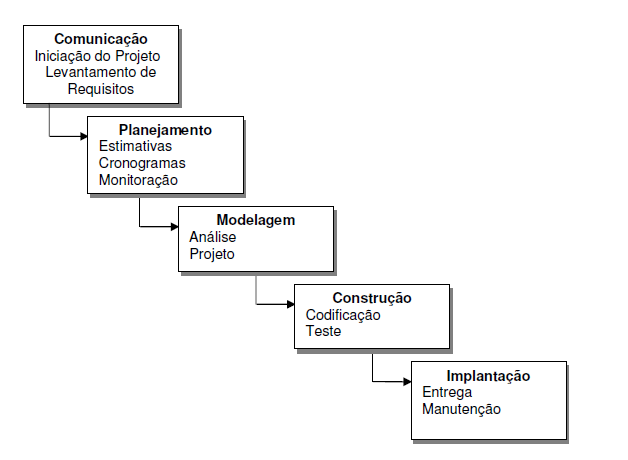 Comunicação
Iniciação do Projeto
Levantamento de
Requisitos
Planejamento
Estimativas
Cronogramas
Monitoração
Modelagem
Análise
Projeto
Construção
Codificação
Teste
Implantação
Entrega
Manutenção